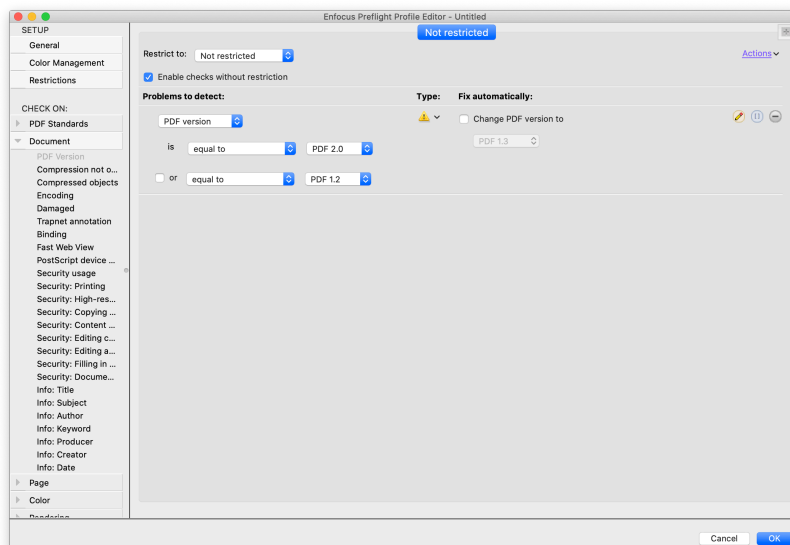 Enfocus Preflight Profile Editor - Untitled
SETUP
General
Color Management
Restrictions
CHECK ON:
PDF Standards
Document
PDF Version
Compression not o...
Compressed objects
Encoding
Damaged
Trapnet annotation
Binding
Fast Web View
PostScript device ...
Security usage
Security: Printing
Security: High-res...
Security: Copying ...
Security: Content ...
Security: Editing c...
Security: Editing a...
Security: Filling in ...
Security: Docume...
Info: Title
Info: Subject
Info: Author
Info: Keyword
Info: Producer
Info: Creator
Info: Date
Page
Color
Rendering
Not restricted
Restrict to: Not restricted Actions
Enable checks without restriction
Problems to detect: Type: Fix automatically:
PDF version Change PDF version to
is equal to PDF 2.0 PDF 1.3
or equal to PDF 1.2
Cancel OK